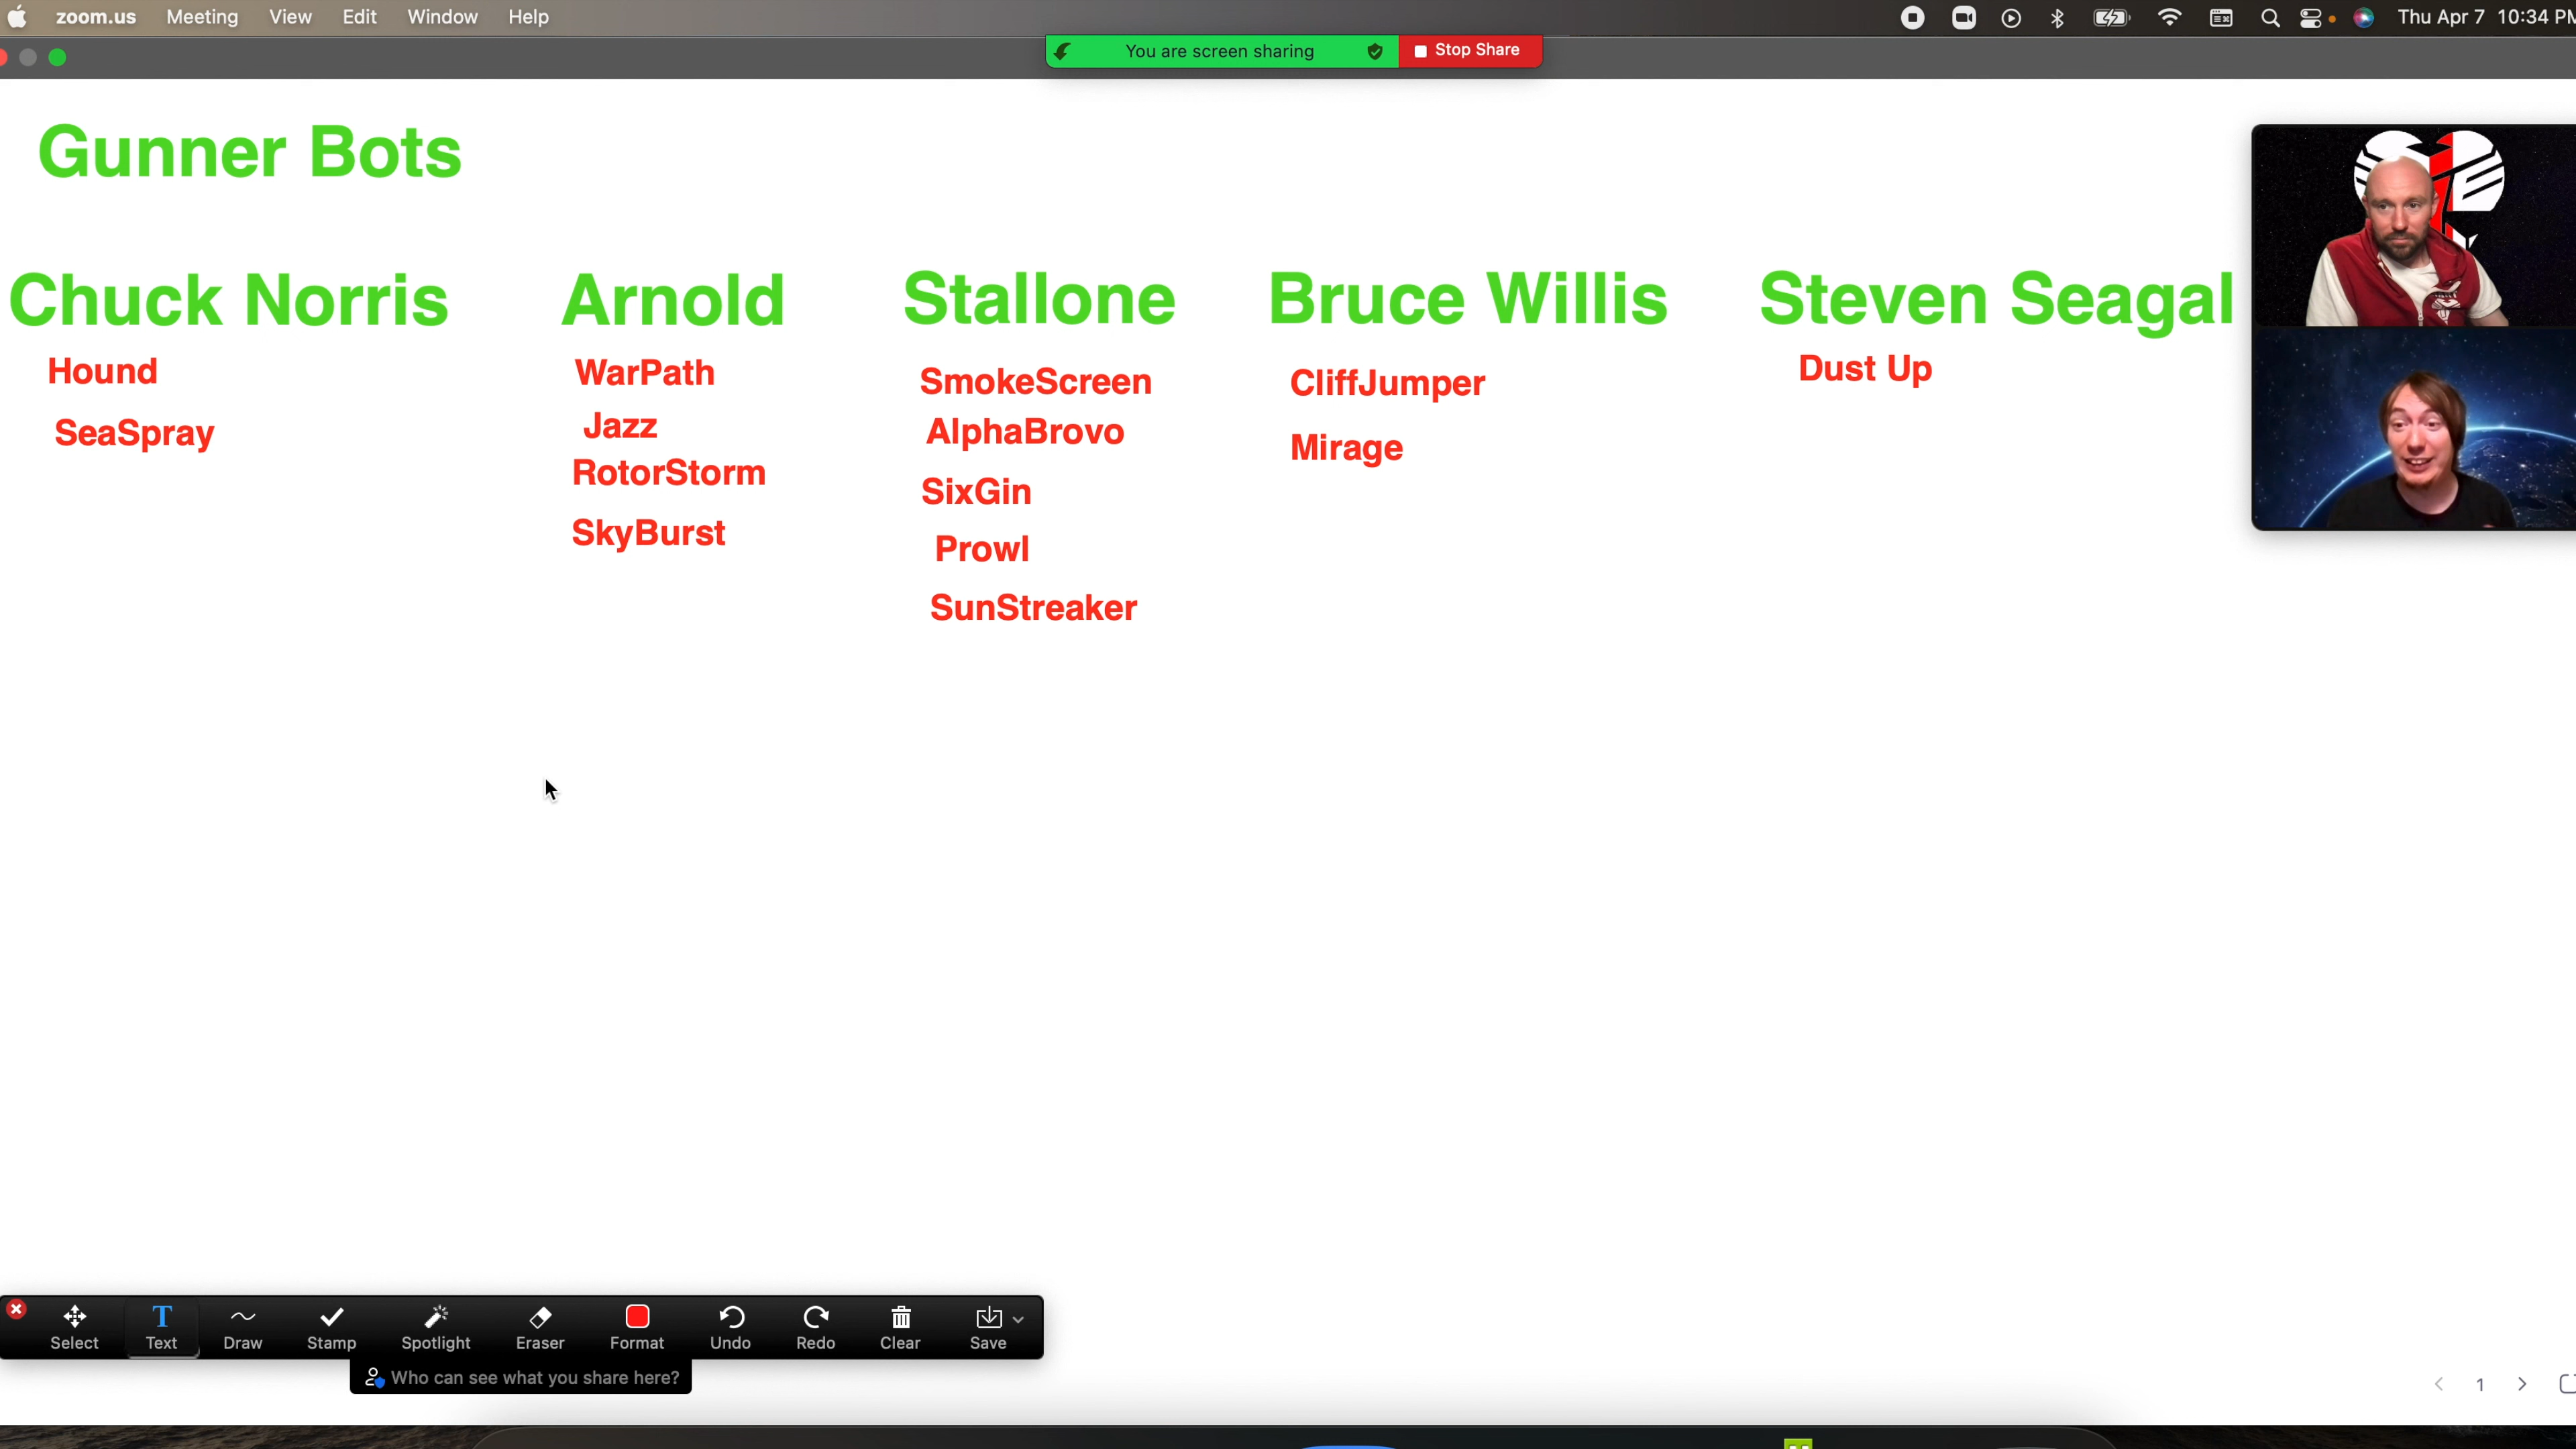 zoom.us Meeting View Edit Window Help
Thu Apr 7 10:34 PM
You are screen sharing
Stop Share
Gunner Bots
Chuck Norris
Hound
SeaSpray
Arnold
WarPath
Jazz
RotorStorm
SkyBurst
Stallone
SmokeScreen
AlphaBrovo
SixGin
Prowl
SunStreaker
Bruce Willis
CliffJumper
Mirage
Steven Seagal
Dust Up
Select Text Draw Stamp Spotlight Eraser Format Undo Redo Clear Save
Who can see what you share here?
1